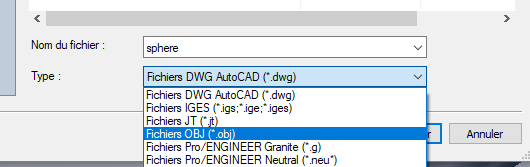 Nom du fichier :
sphere
Type :
Fichiers DWG AutoCAD (*.dwg)
Fichiers DWG AutoCAD (*.dwg)
Fichiers IGES (*.igs;*.ige;*.iges)
Fichiers JT (*.jt)
Fichiers OBJ (*.obj)
Fichiers Pro/ENGINEER Granite (*.g)
Fichiers Pro/ENGINEER Neutral (*.neu*)
Annuler